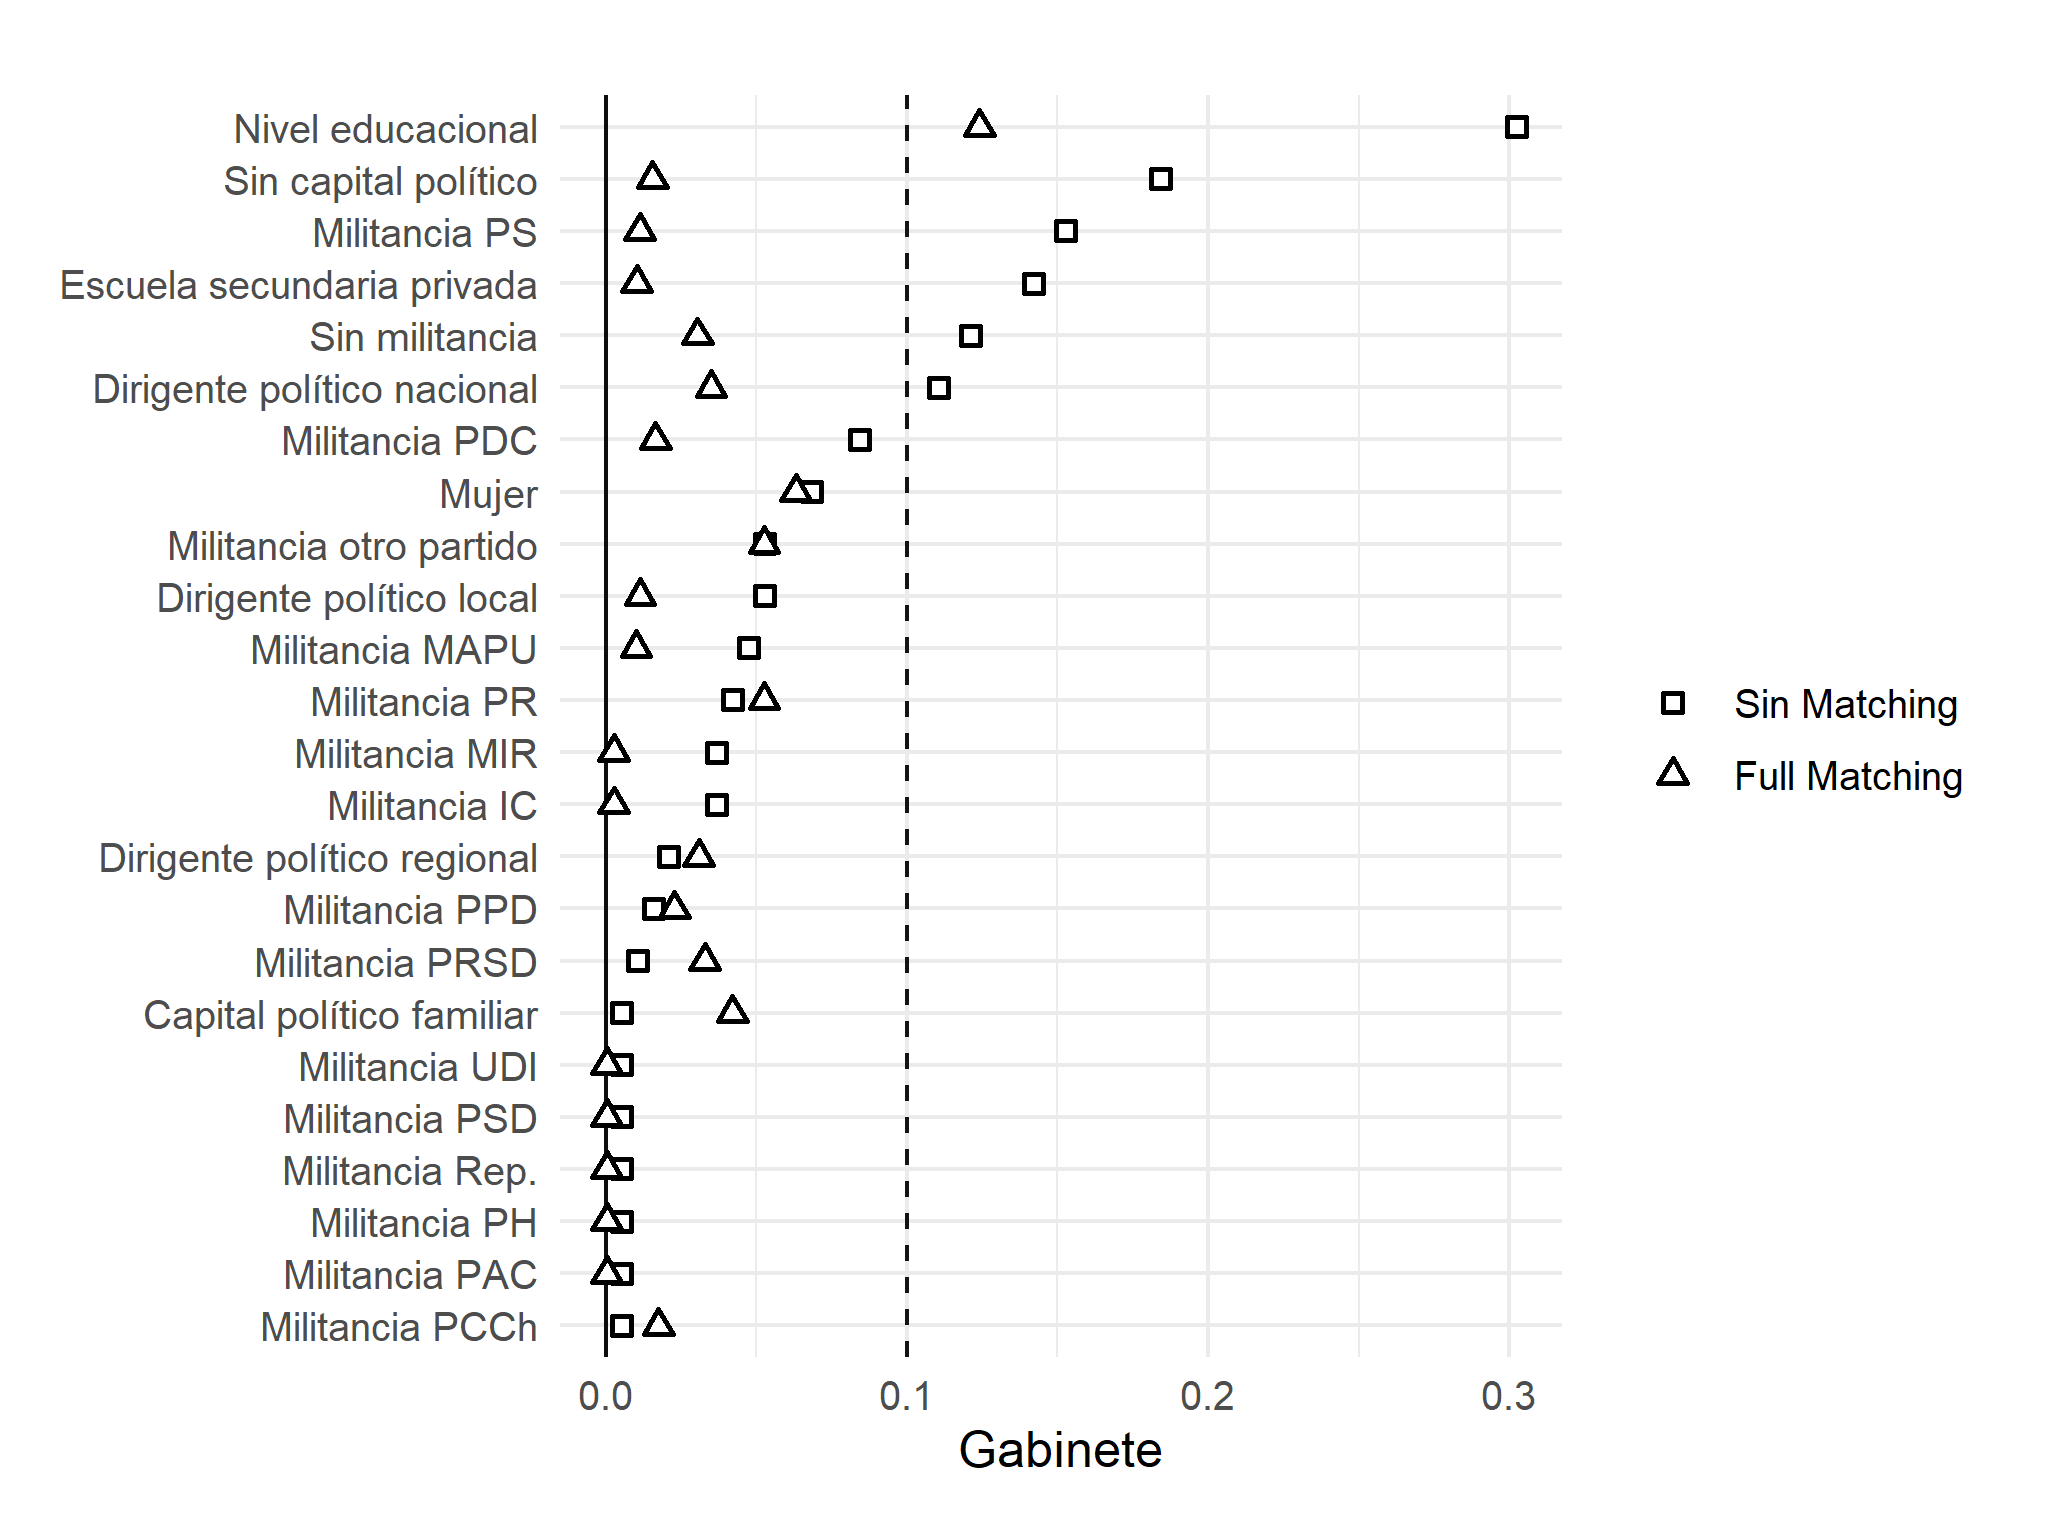 Nivel educacional
Sin capital político
Militancia PS
Escuela secundaria privada
Sin militancia
Dirigente político nacional
Militancia PDC
Mujer
Militancia otro partido
Dirigente político local
Militancia MAPU
Militancia PR
Militancia MIR
Militancia IC
Dirigente político regional
Militancia PPD
Militancia PRSD
Capital político familiar
Militancia UDI
Militancia PSD
Militancia Rep.
Militancia PH
Militancia PAC
Militancia PCCh
0.0 0.1 0.2 0.3
Gabinete
Sin Matching
Full Matching